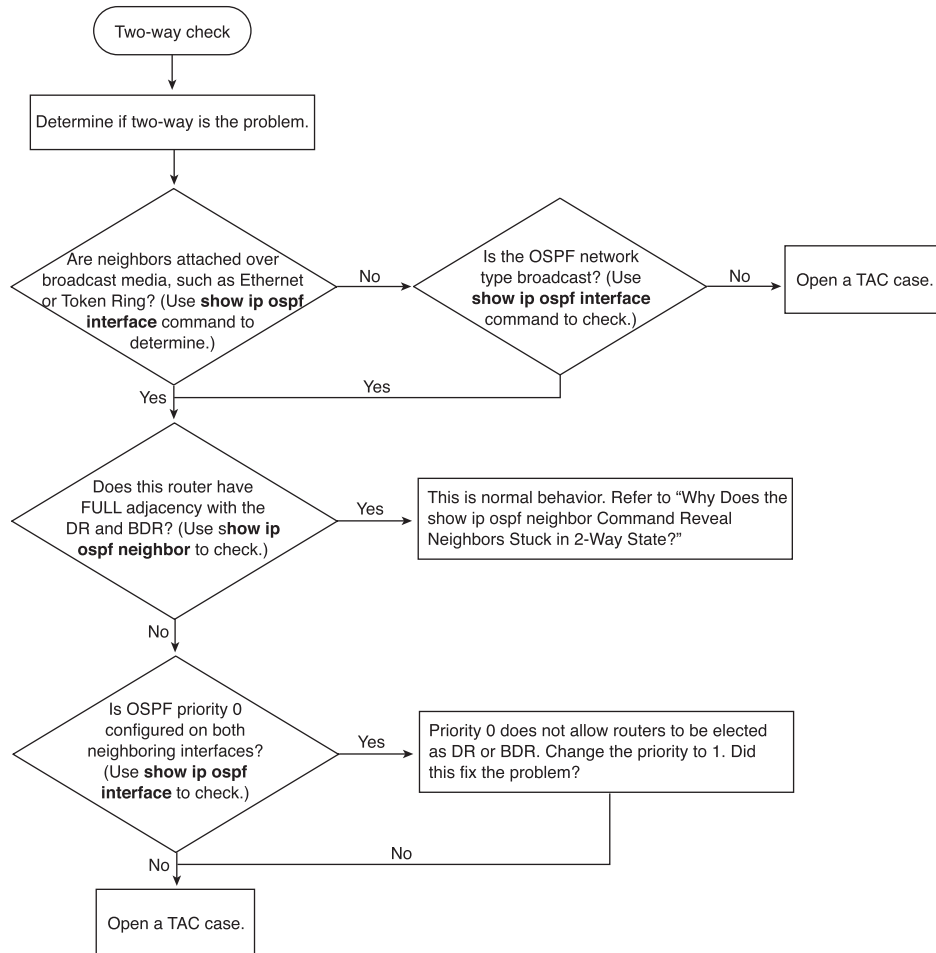 Two-way check
Determine if two-way is the problem.
Are neighbors attached over
broadcast media, such as Ethernet
or Token Ring? (Use show ip ospf
interface command to
determine.)
No
Is the OSPF network
type broadcast? (Use
show ip ospf interface
command to check.)
No
Open a TAC case.
Yes
Yes
Does this router have
FULL adjacency with the
DR and BDR? (Use show ip
ospf neighbor to check.)
Yes
This is normal behavior. Refer to “Why Does the
show ip ospf neighbor Command Reveal
Neighbors Stuck in 2-Way State?”
No
Is OSPF priority 0
configured on both
neighboring interfaces?
(Use show ip ospf
interface to check.)
Yes
Priority 0 does not allow routers to be elected
as DR or BDR. Change the priority to 1. Did
this fix the problem?
No
No
Open a TAC case.